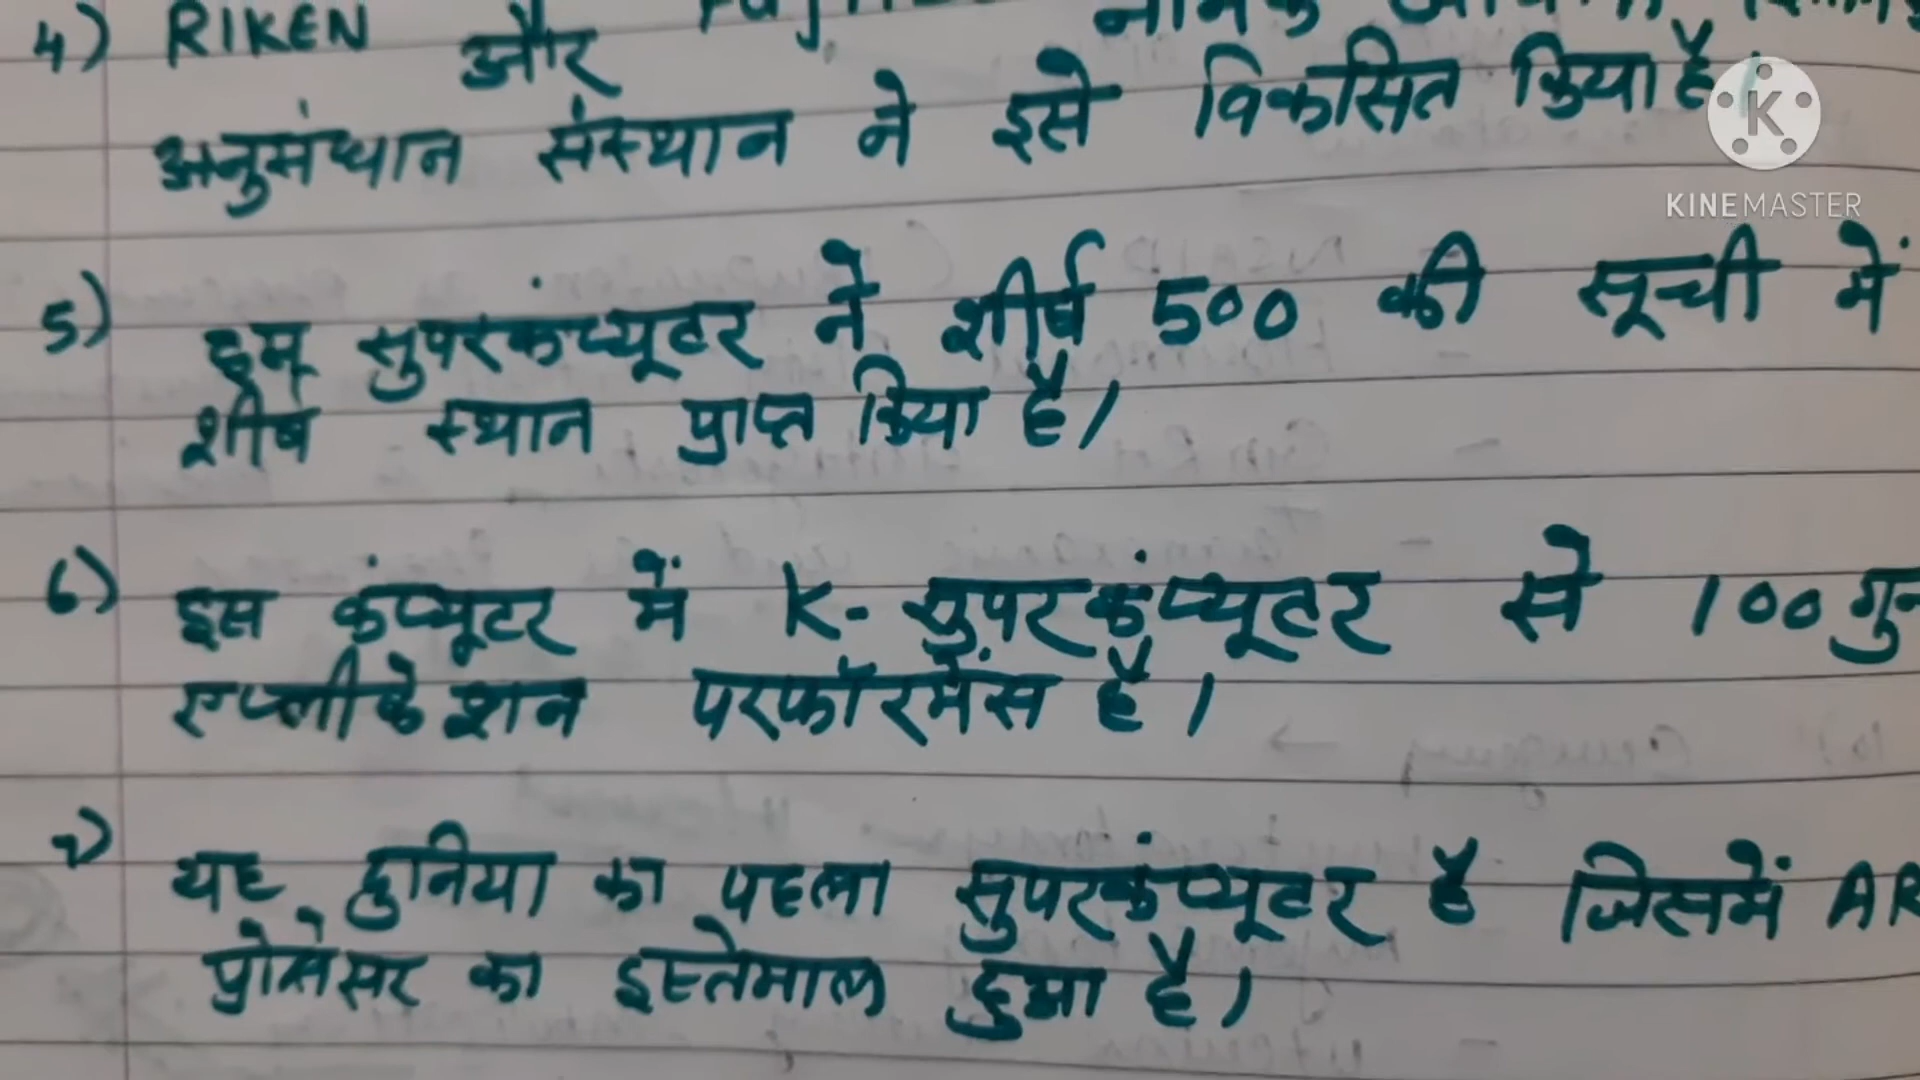 4) RIKEN और नामक
अनुसंधान संस्थान ने इसे विकसित किया है।
5) इस सुपरकंप्यूटर ने शीर्ष 500 की सूची में
शीर्ष स्थान प्राप्त किया है।
6) इस कंप्यूटर में K- सुपरकंप्यूटर से 100 गुन
एप्लीकेशन परफॉरमेंस है।
7) यह दुनिया का पहला सुपरकंप्यूटर है जिसमें AR
प्रोसेसर का इस्तेमाल हुआ है।
K
KINEMASTER